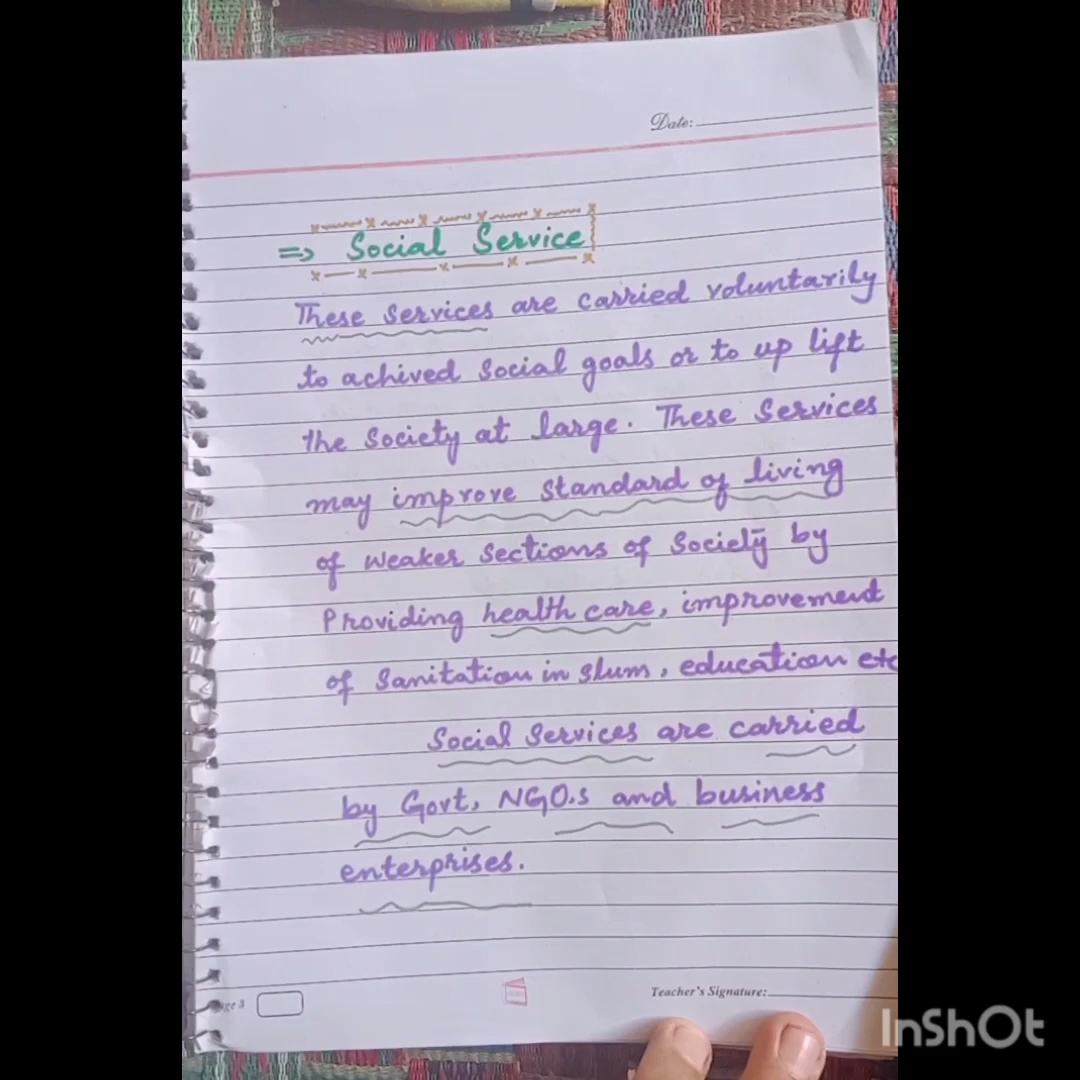 Date:
=> Social Service
These Services are carried voluntarily
to achived Social goals or to up lift
the Society at large. These Services
may improve standard of living
of weaker sections of Society by
Providing health care, improvement
of Sanitation in slum, education etc
Social Services are carried
by Govt, NGO.s and business
enterprises.
ge 3
Teacher's Signature:
InShOt